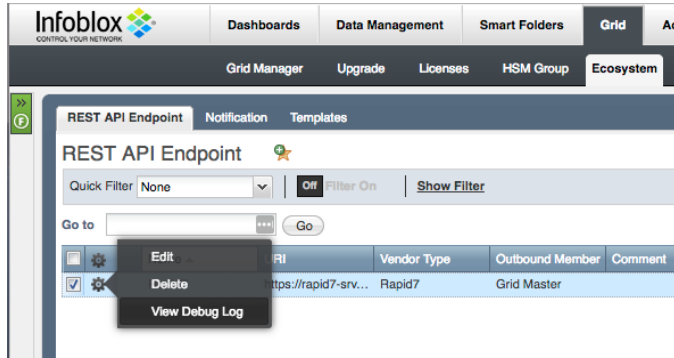 Infoblox
CONTROL YOUR NETWORK
Dashboards Data Management Smart Folders Grid
Grid Manager Upgrade Licenses HSM Group Ecosystem
REST API Endpoint Notification Templates
REST API Endpoint
Quick Filter None Off Filter On Show Filter
Go to Go
Edit
Vendor Type Outbound Member Comment
Delete https://rapid7-srv... Rapid7 Grid Master
View Debug Log